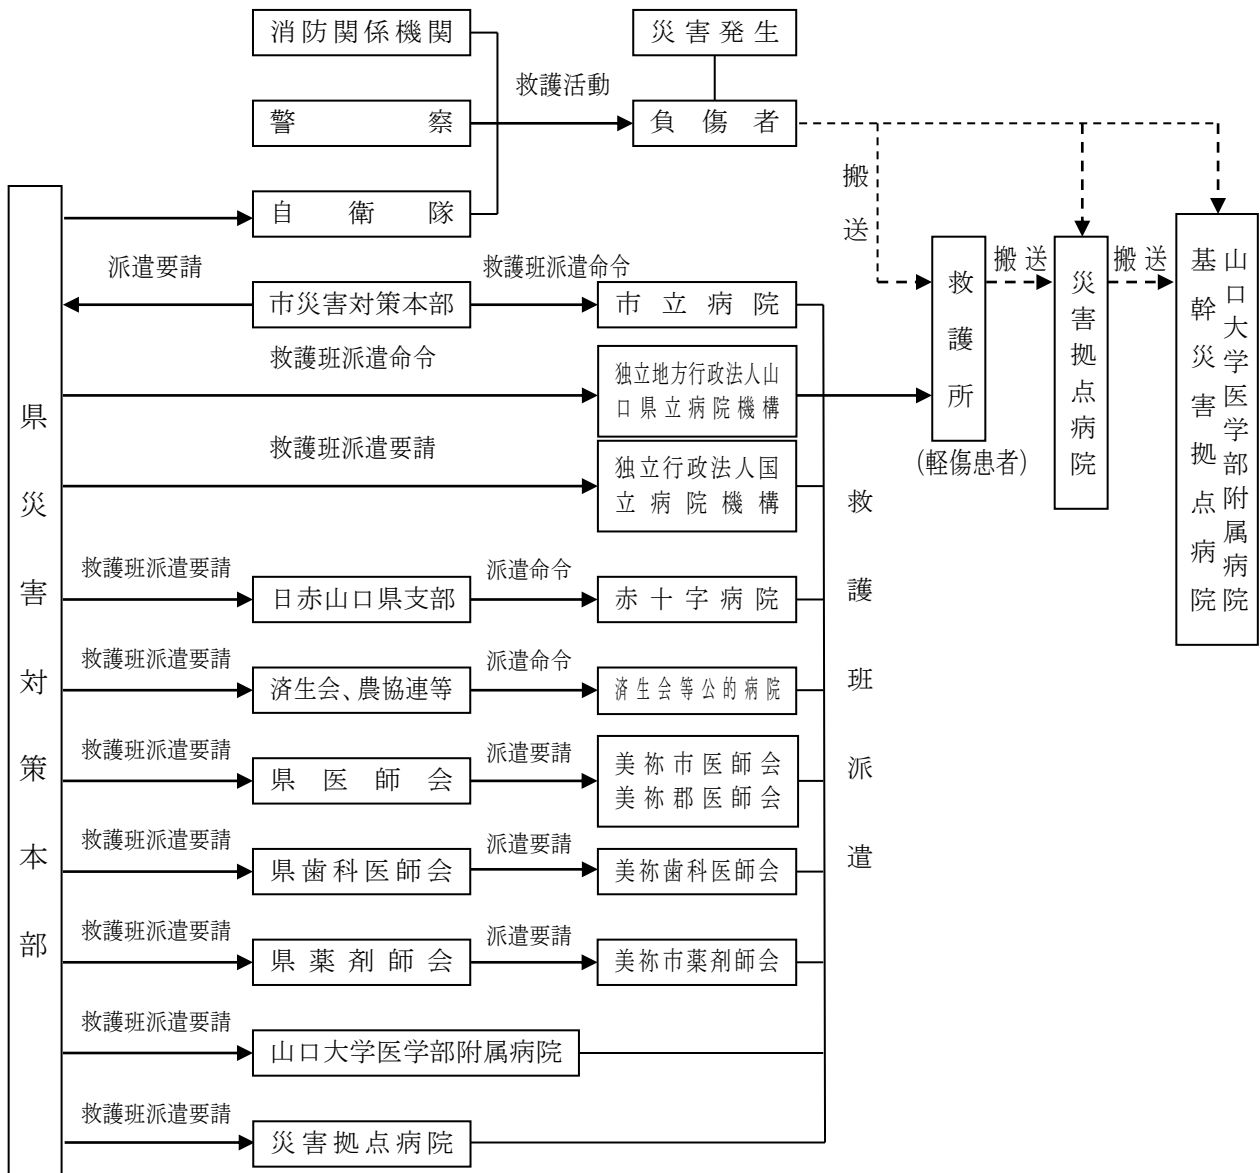 消防関係機関
災害発生
救護活動
警察
負傷者
搬送
自衛隊
派遣要請
救護班派遣命令
市災害対策本部
市立病院
救護所
(軽傷患者)
搬送
災害拠点病院
搬送
山口大学医学部附属病院
基幹災害拠点病院
救護班派遣命令
独立地方行政法人山
口県立病院機構
県災害対策本部
救護班派遣要請
独立行政法人国
立病院機構
救護班派遣
救護班派遣要請
日赤山口県支部
派遣命令
赤十字病院
救護班派遣要請
済生会、農協連等
派遣命令
済生会等公的病院
救護班派遣要請
県医師会
派遣要請
美祢市医師会
美祢郡医師会
救護班派遣要請
県歯科医師会
派遣要請
美祢歯科医師会
救護班派遣要請
県薬剤師会
派遣要請
美祢市薬剤師会
救護班派遣要請
山口大学医学部附属病院
救護班派遣要請
災害拠点病院